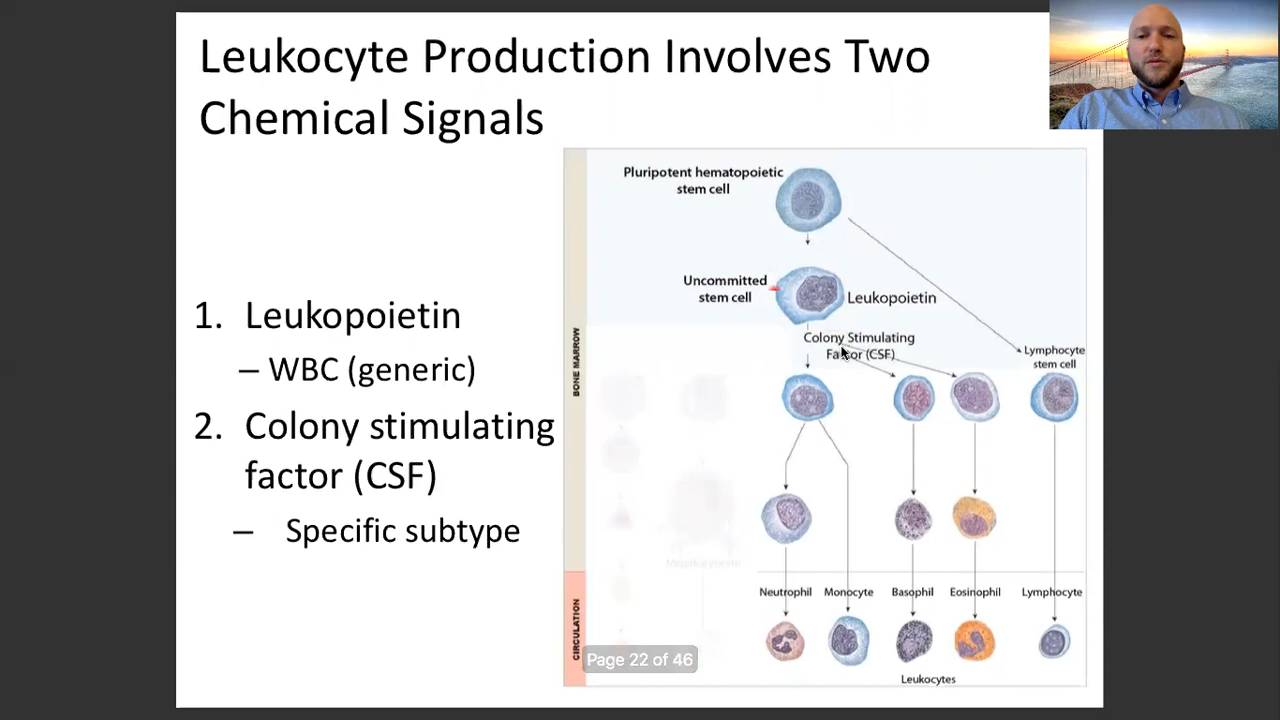 Leukocyte Production Involves Two
Chemical Signals
1. Leukopoietin
– WBC (generic)
2. Colony stimulating
factor (CSF)
– Specific subtype
BONE MARROW
CIRCULATION
Pluripotent hematopoietic
stem cell
Uncommitted
stem cell
Leukopoietin
Colony Stimulating
Factor (CSF)
Lymphocyte
stem cell
Megakaryocyte
Neutrophil Monocyte Basophil Eosinophil Lymphocyte
Leukocytes
Page 22 of 46